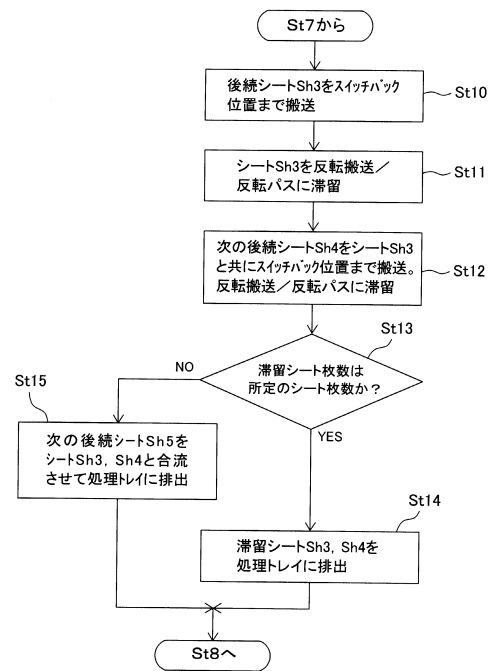 St7から
後続シートSh3をスイッチバック
位置まで搬送
St10
シートSh3を反転搬送／
反転パスに滞留
St11
次の後続シートSh4をシートSh3
と共にスイッチバック位置まで搬送。
反転搬送／反転パスに滞留
St12
St13
滞留シート枚数は
所定のシート枚数か？
NO
YES
St15
次の後続シートSh5を
シートSh3, Sh4と合流
させて処理トレイに排出
St14
滞留シートSh3, Sh4を
処理トレイに排出
St8へ